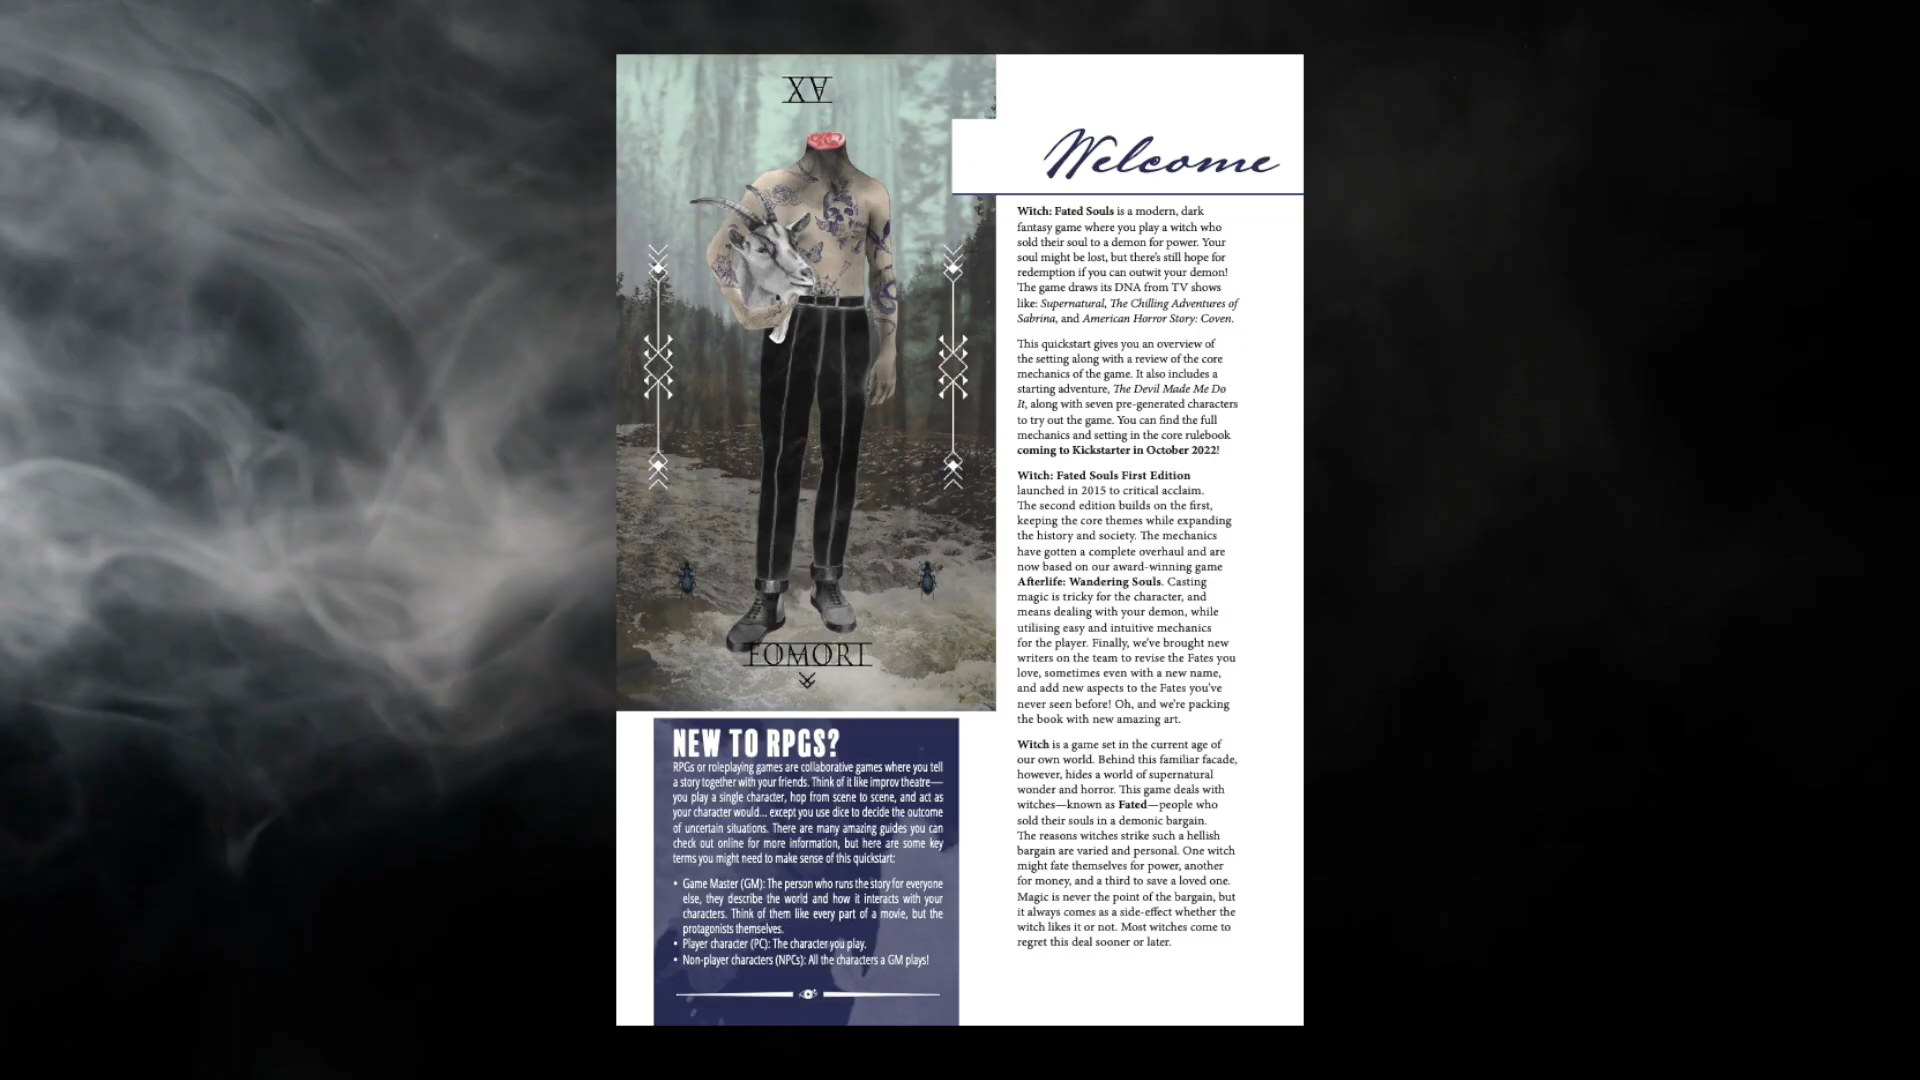 XV
FOMORI
Welcome
Witch: Fated Souls is a modern, dark
fantasy game where you play a witch who
sold their soul to a demon for power. Your
soul might be lost, but there's still hope for
redemption if you can outwit your demon!
The game draws its DNA from TV shows
like: Supernatural, The Chilling Adventures of
Sabrina, and American Horror Story: Coven.
This quickstart gives you an overview of
the setting along with a review of the core
mechanics of the game. It also includes a
starting adventure, The Devil Made Me Do
It, along with seven pre-generated characters
to try out the game. You can find the full
mechanics and setting in the core rulebook
coming to Kickstarter in October 2022!
Witch: Fated Souls First Edition
launched in 2015 to critical acclaim.
The second edition builds on the first,
keeping the core themes while expanding
the history and society. The mechanics
have gotten a complete overhaul and are
now based on our award-winning game
Afterlife: Wandering Souls. Casting
magic is tricky for the character, and
means dealing with your demon, while
utilising easy and intuitive mechanics
for the player. Finally, we've brought new
writers on the team to revise the Fates you
love, sometimes even with a new name,
and add new aspects to the Fates you've
never seen before! Oh, and we're packing
the book with new amazing art.
Witch is a game set in the current age of
our own world. Behind this familiar facade,
however, hides a world of supernatural
wonder and horror. This game deals with
witches—known as Fated—people who
sold their souls in a demonic bargain.
The reasons witches strike such a hellish
bargain are varied and personal. One witch
might fate themselves for power, another
for money, and a third to save a loved one.
Magic is never the point of the bargain, but
it always comes as a side-effect whether the
witch likes it or not. Most witches come to
regret this deal sooner or later.
NEW TO RPGS?
RPGs or roleplaying games are collaborative games where you tell
a story together with your friends. Think of it like improv theatre—
you play a single character, hop from scene to scene, and act as
your character would... except you use dice to decide the outcome
of uncertain situations. There are many amazing guides you can
check out online for more information, but here are some key
terms you might need to make sense of this quickstart:
• Game Master (GM): The person who runs the story for everyone
else, they describe the world and how it interacts with your
characters. Think of them like every part of a movie, but the
protagonists themselves.
• Player character (PC): The character you play.
• Non-player characters (NPCs): All the characters a GM plays!